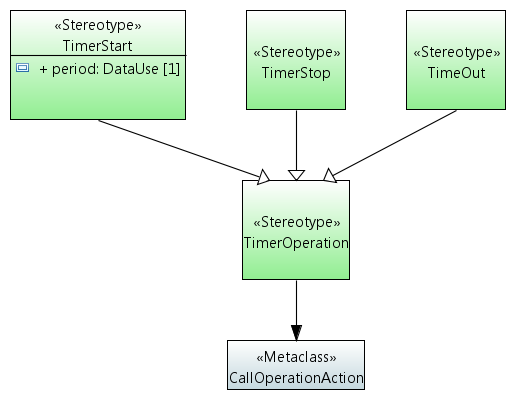 «Stereotype»
TimerStart
+ period: DataUse [1]
«Stereotype»
TimerStop
«Stereotype»
TimeOut
«Stereotype»
TimerOperation
«Metaclass»
CallOperationAction